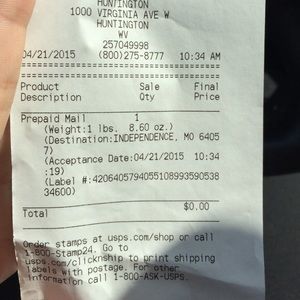 HUNTINGTON
1000 VIRGINIA AVE W
HUNTINGTON
WV
257049998
04/21/2015 (800)275-8777 10:34 AM
Product Sale Final
Description Qty Price
Prepaid Mail 1
(Weight:1 lbs. 8.60 oz.)
(Destination:INDEPENDENCE, MO 6405
7)
(Acceptance Date:04/21/2015 10:34
:19)
(Label #:4206405794055108993590538
34600)
Total $0.00
Order stamps at usps.com/shop or call
1-800-Stamp24. Go to
usps.com/clicknship to print shipping
labels with postage. For other
information call 1-800-ASK-USPS.